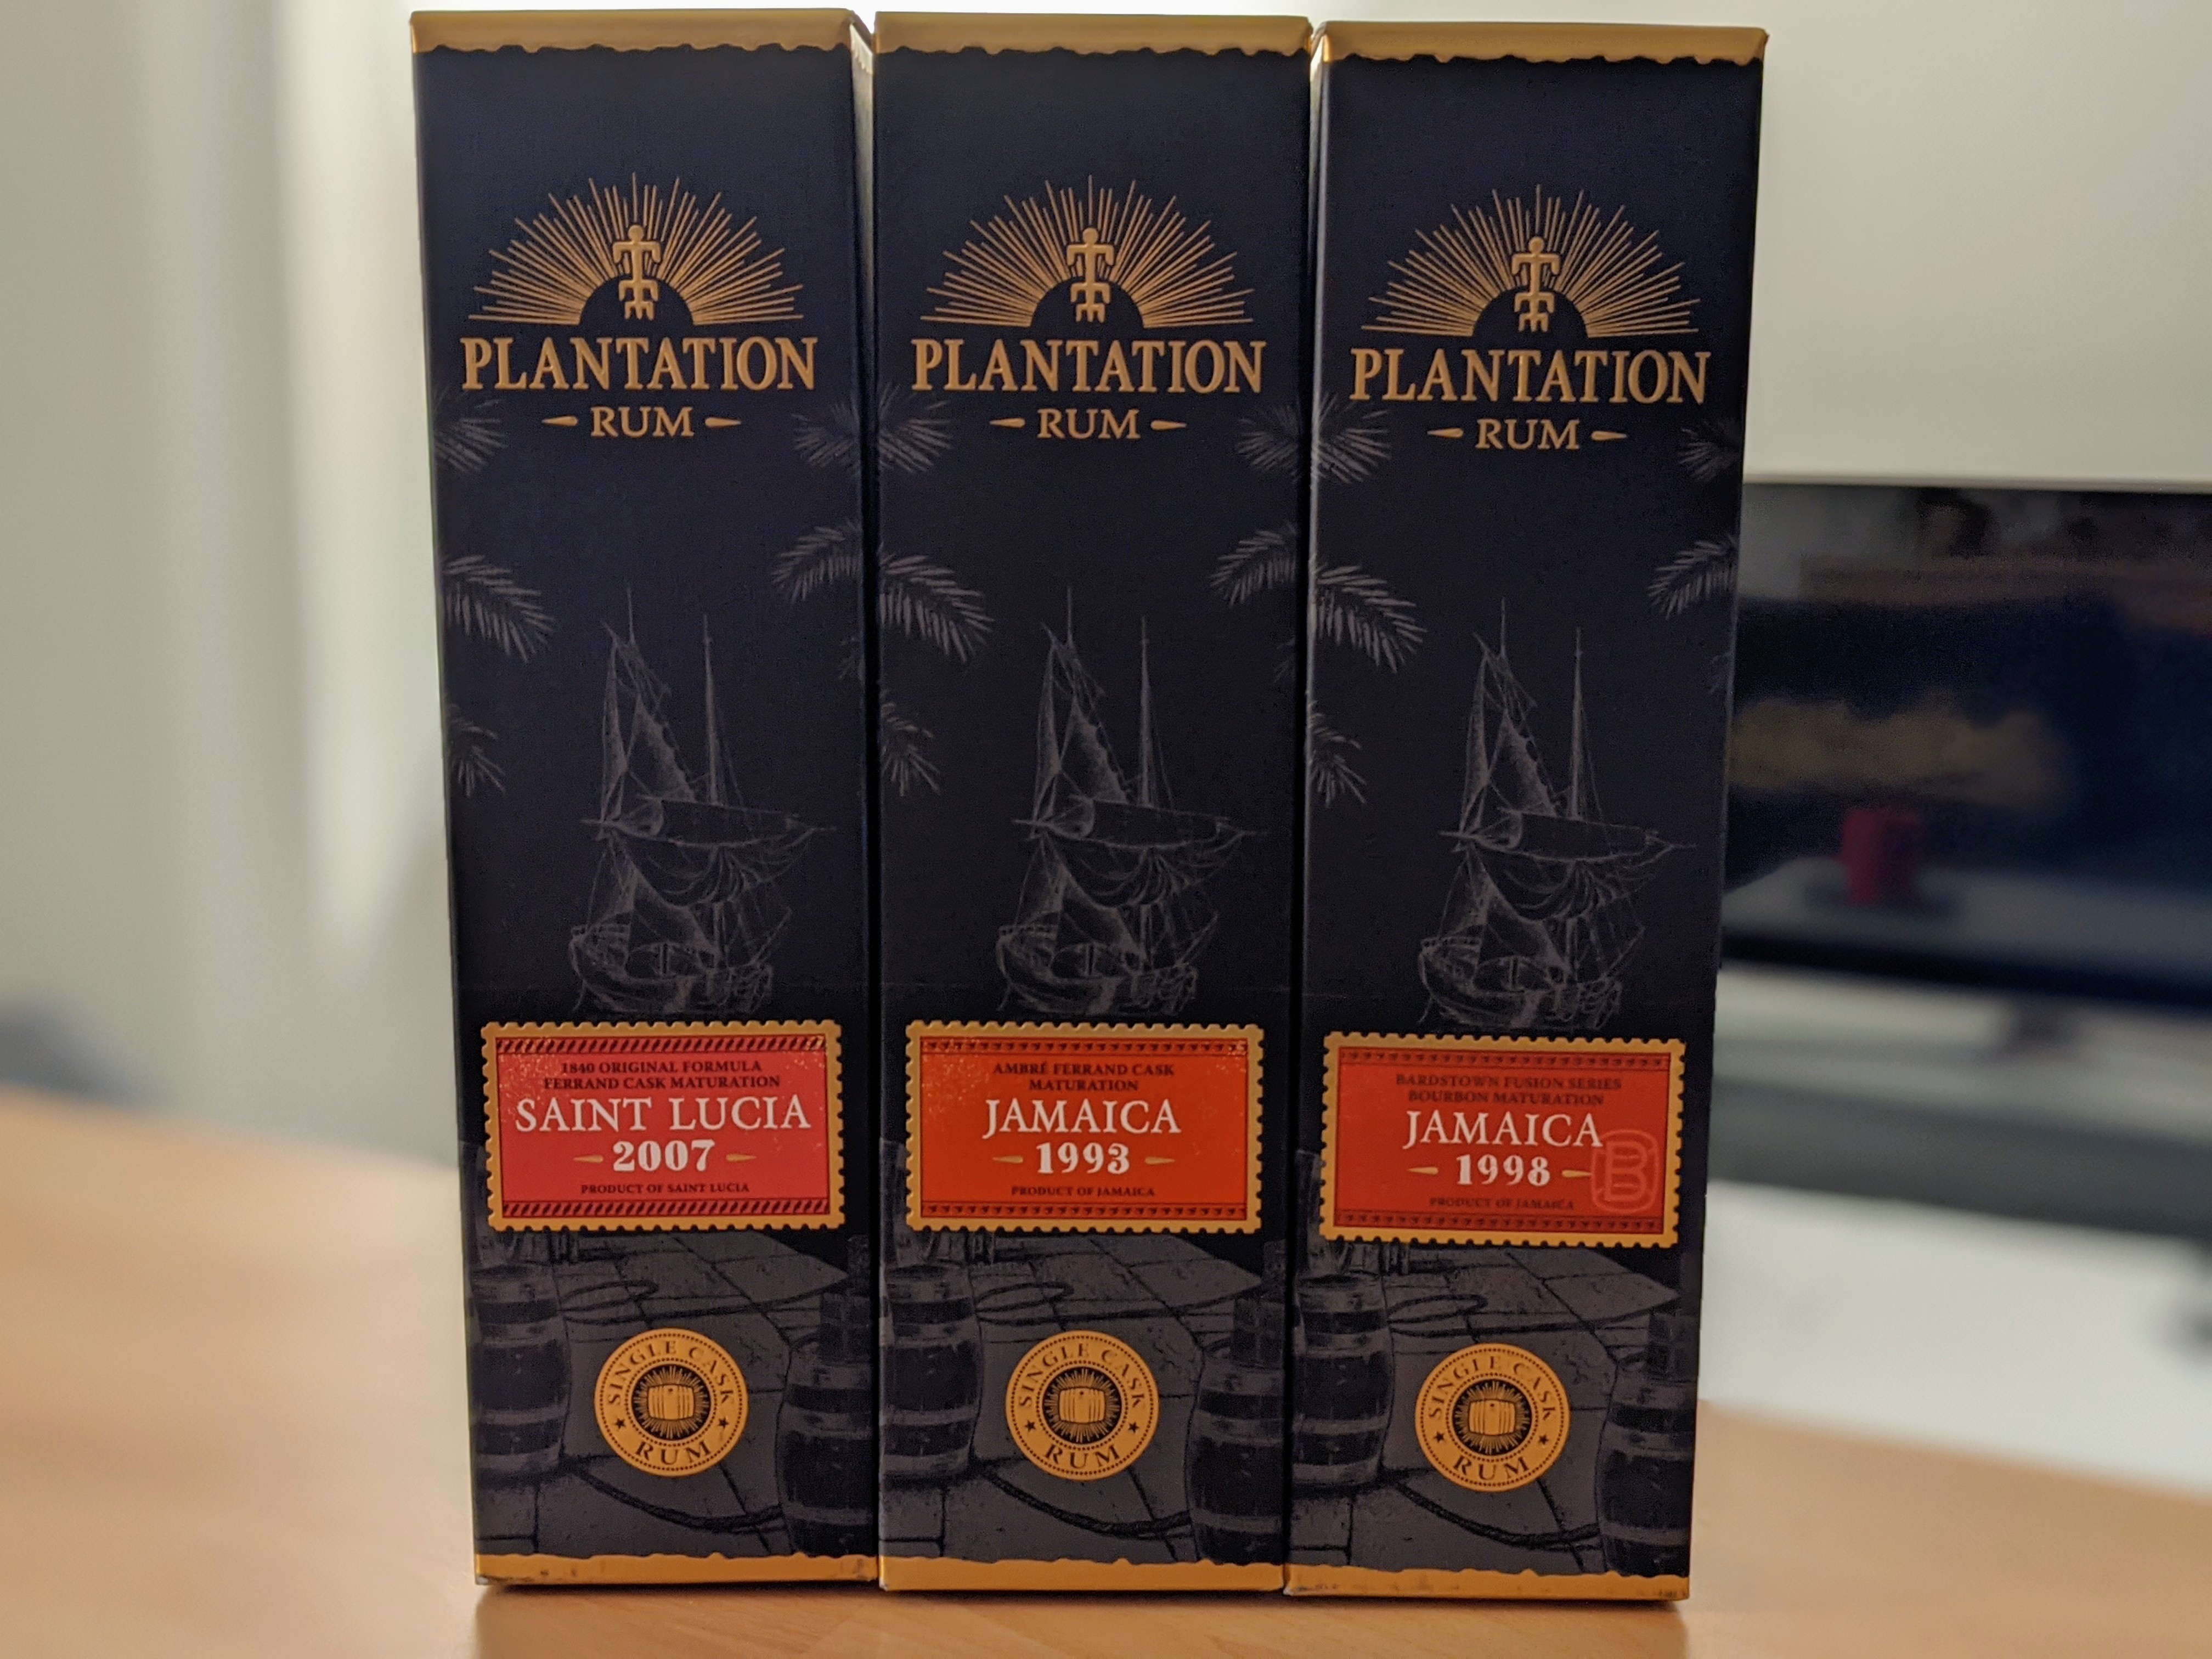 PLANTATION
RUM
1840 ORIGINAL FORMULA
FERRAND CASK MATURATION
SAINT LUCIA
2007
PRODUCT OF SAINT LUCIA
SINGLE CASK
RUM
PLANTATION
RUM
AMBRÉ FERRAND CASK
MATURATION
JAMAICA
1993
PRODUCT OF JAMAICA
SINGLE CASK
RUM
PLANTATION
RUM
BARDSTOWN FUSION SERIES
BOURBON MATURATION
JAMAICA
1998
B
PRODUCT OF JAMAICA
SINGLE CASK
RUM